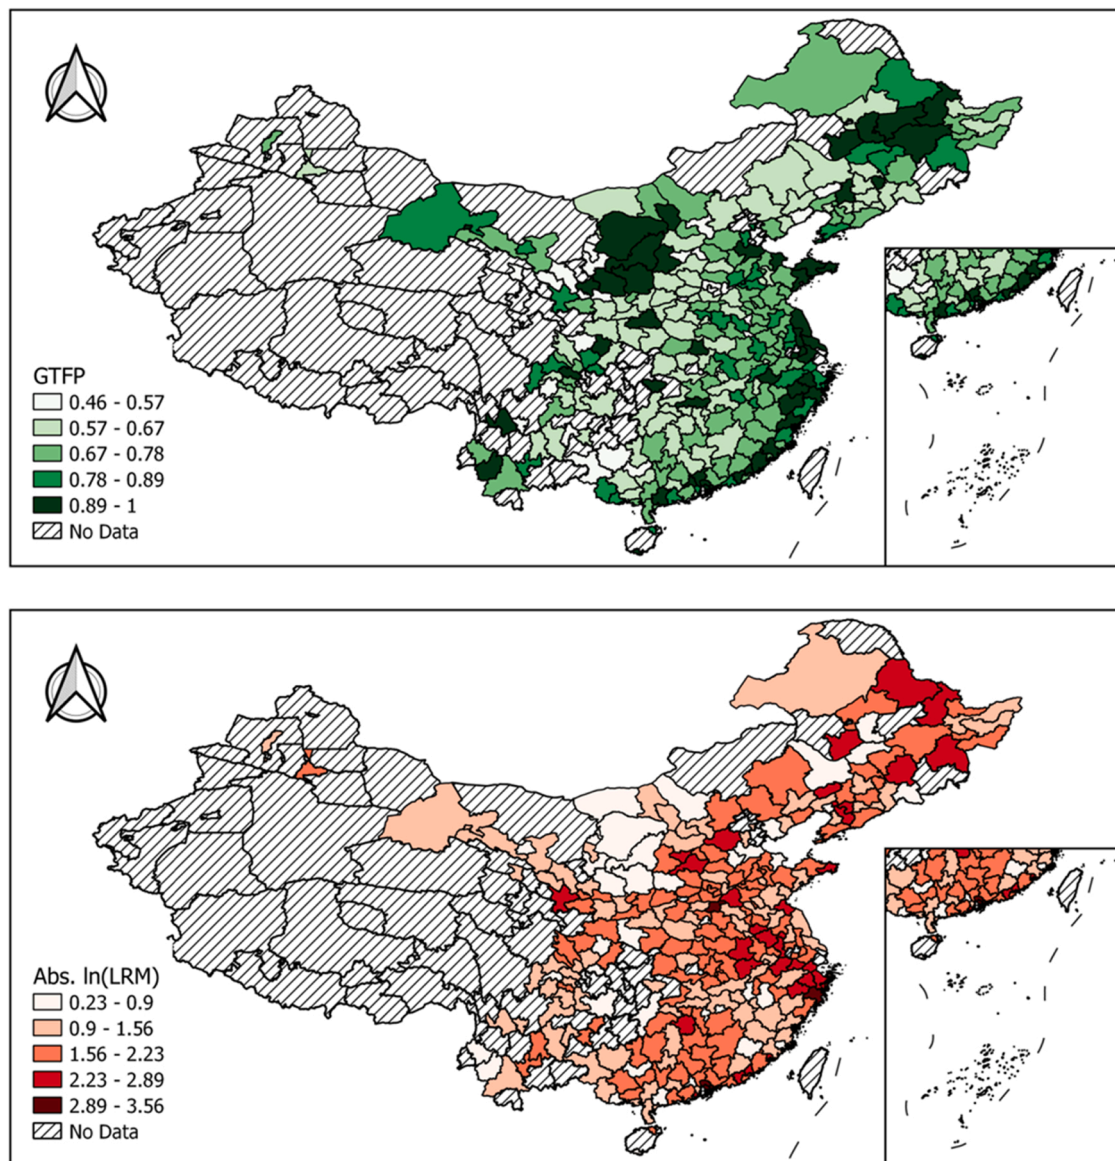 GTFP
0.46 - 0.57
0.57 - 0.67
0.67 - 0.78
0.78 - 0.89
0.89 - 1
No Data
Abs. ln(LRM)
0.23 - 0.9
0.9 - 1.56
1.56 - 2.23
2.23 - 2.89
2.89 - 3.56
No Data